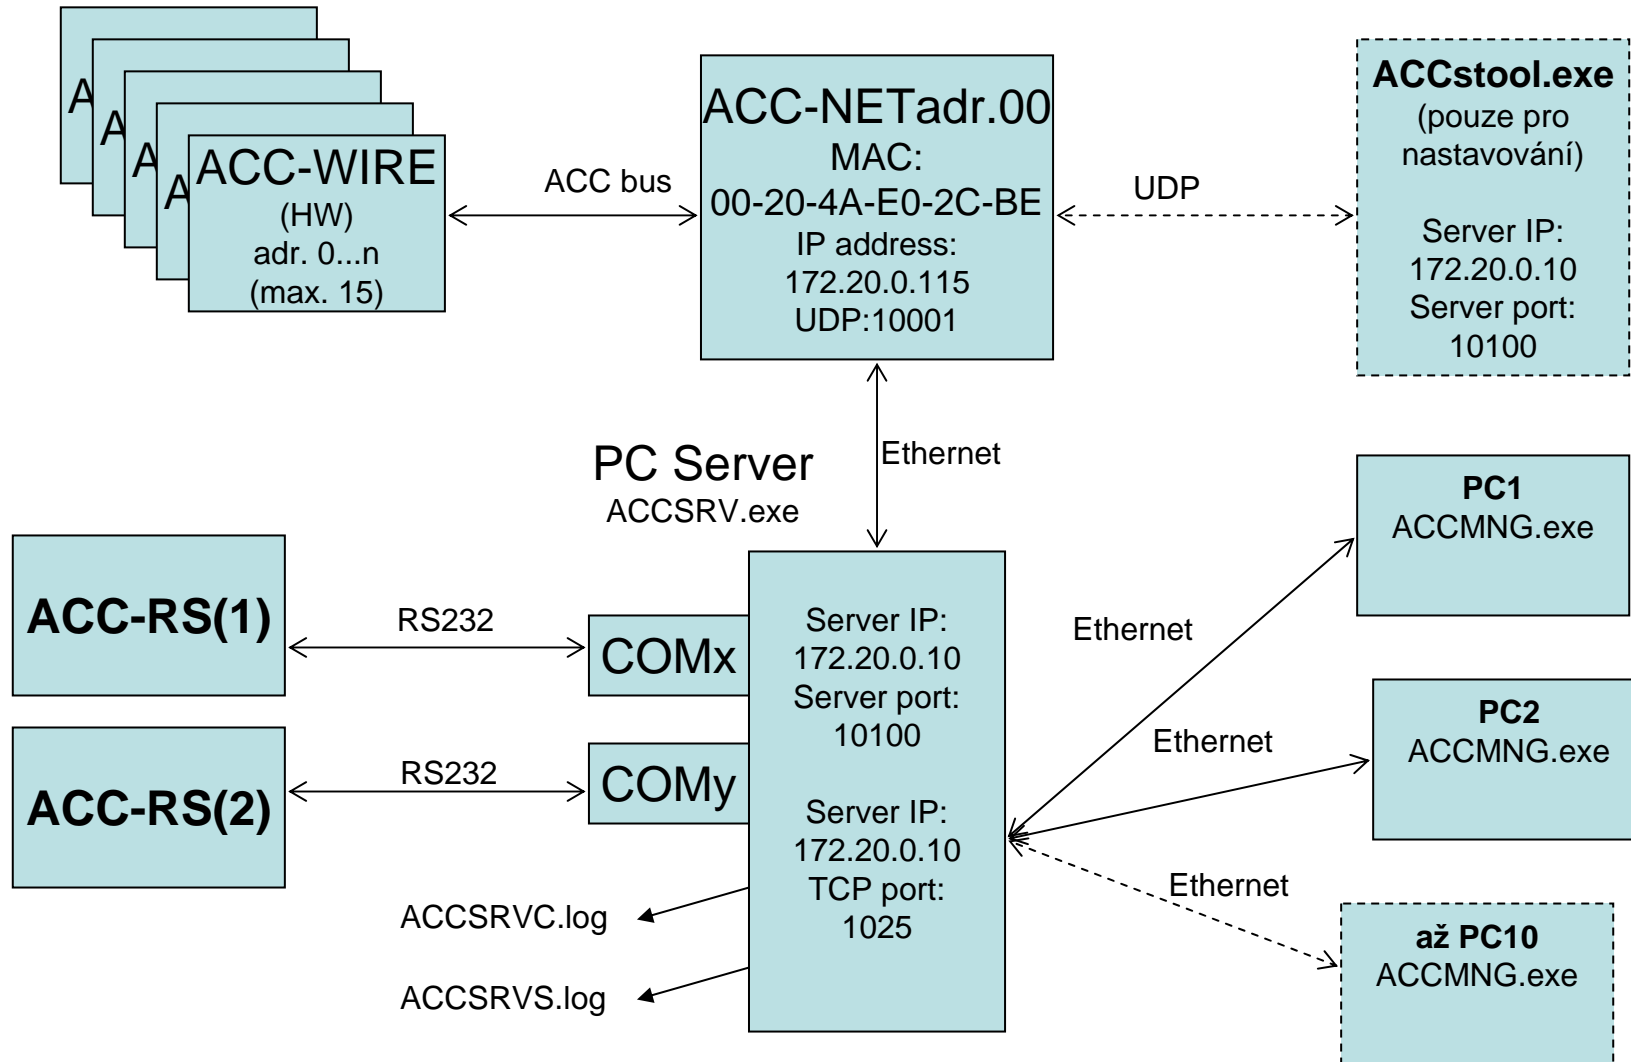 A
A
A
A
ACC-WIRE
(HW)
adr. 0...n
(max. 15)
ACC bus
ACC-NETadr.00
MAC:
00-20-4A-E0-2C-BE
IP address:
172.20.0.115
UDP:10001
UDP
ACCstool.exe
(pouze pro
nastavování)
Server IP:
172.20.0.10
Server port:
10100
Ethernet
PC Server
ACCSRV.exe
ACC-RS(1)
RS232
COMx
ACC-RS(2)
RS232
COMy
Server IP:
172.20.0.10
Server port:
10100
Server IP:
172.20.0.10
TCP port:
1025
ACCSRVC.log
ACCSRVS.log
Ethernet
PC1
ACCMNG.exe
Ethernet
PC2
ACCMNG.exe
Ethernet
až PC10
ACCMNG.exe